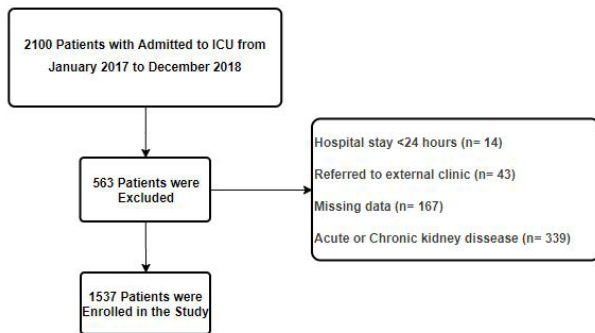 2100 Patients with Admitted to ICU from
January 2017 to December 2018
563 Patients were
Excluded
Hospital stay <24 hours (n= 14)
Referred to external clinic (n= 43)
Missing data (n= 167)
Acute or Chronic kidney dissease (n= 339)
1537 Patients were
Enrolled in the Study